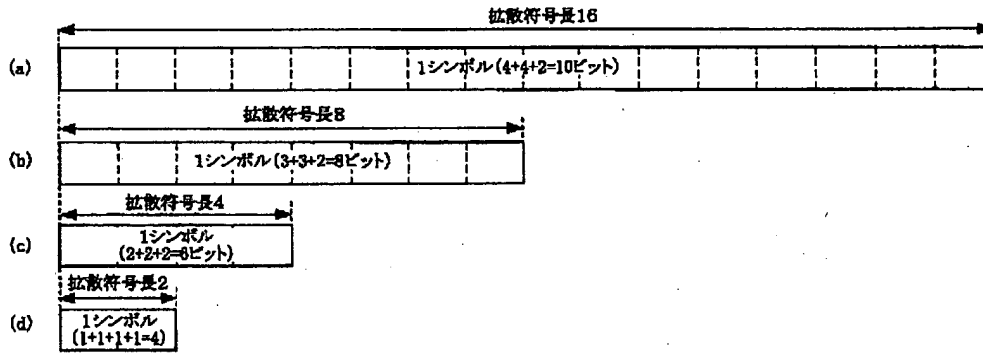 拡散符号長16
(a)
1シンボル(4+4+2=10ビット)
拡散符号長8
(b)
1シンボル(3+3+2=8ビット)
拡散符号長4
(c)
1シンボル
(2+2+2=6ビット)
拡散符号長2
(d)
1シンボル
(1+1+1+1=4)